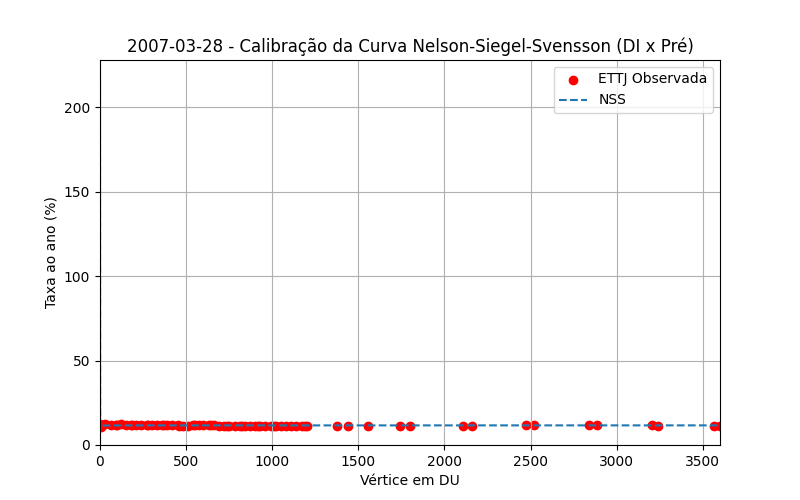 2007-03-28 - Calibração da Curva Nelson-Siegel-Svensson (DI x Pré)
ETTJ Observada
NSS
200
150
100
50
0
Taxa ao ano (%)
0 500 1000 1500 2000 2500 3000 3500
Vértice em DU